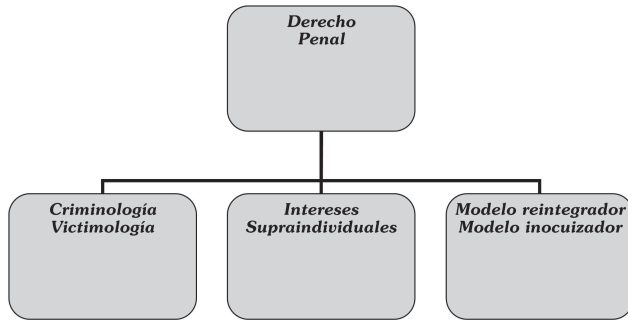 Derecho
Penal
Criminología
Victimología
Intereses
Supraindividuales
Modelo reintegrador
Modelo inocuizador